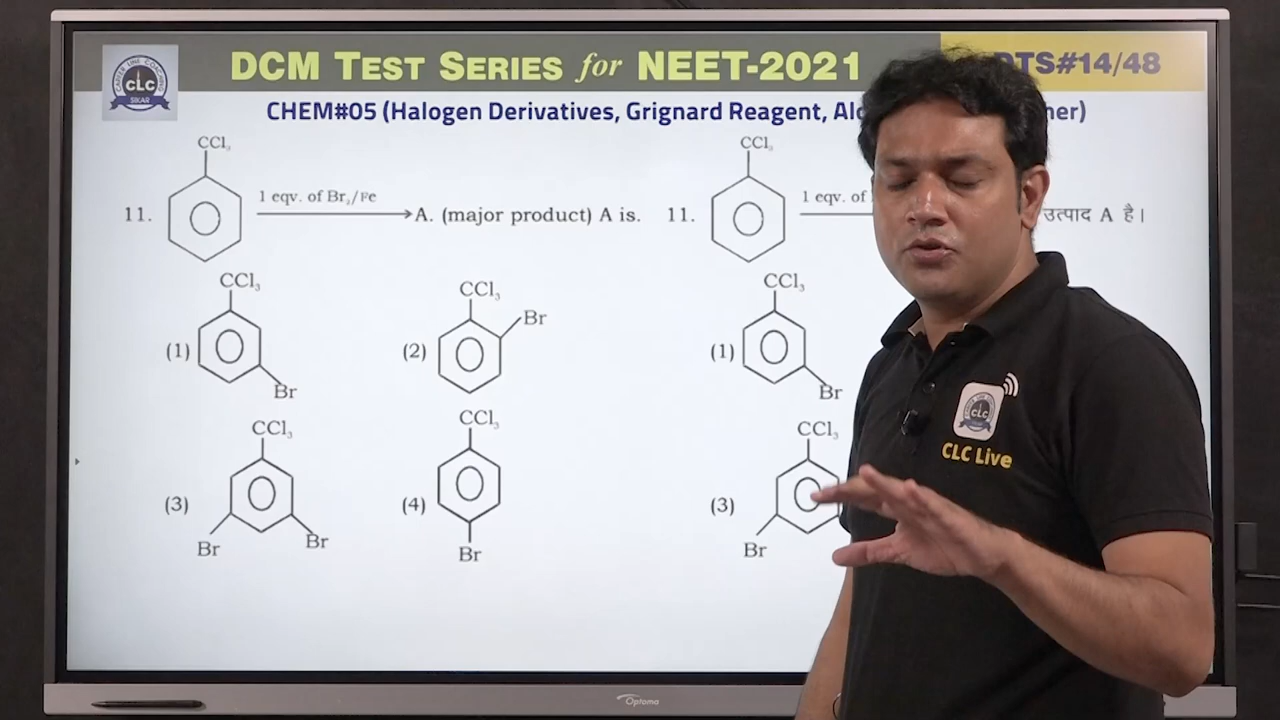 DCM TEST SERIES for NEET-2021
DTS#14/48
CLC
SIKAR
CHEM#05 (Halogen Derivatives, Grignard Reagent,
CCl₃
11.
1 eqv. of Br₂/Fe
A. (major product) A is.
(1)
CCl₃
Br
(2)
CCl₃
Br
(3)
CCl₃
Br
Br
(4)
CCl₃
Br
CCl₃
11.
1 eqv. of
उत्पाद A है।
(1)
CCl₃
Br
(3)
CCl₃
Br
CLC
CLC Live
Optoma